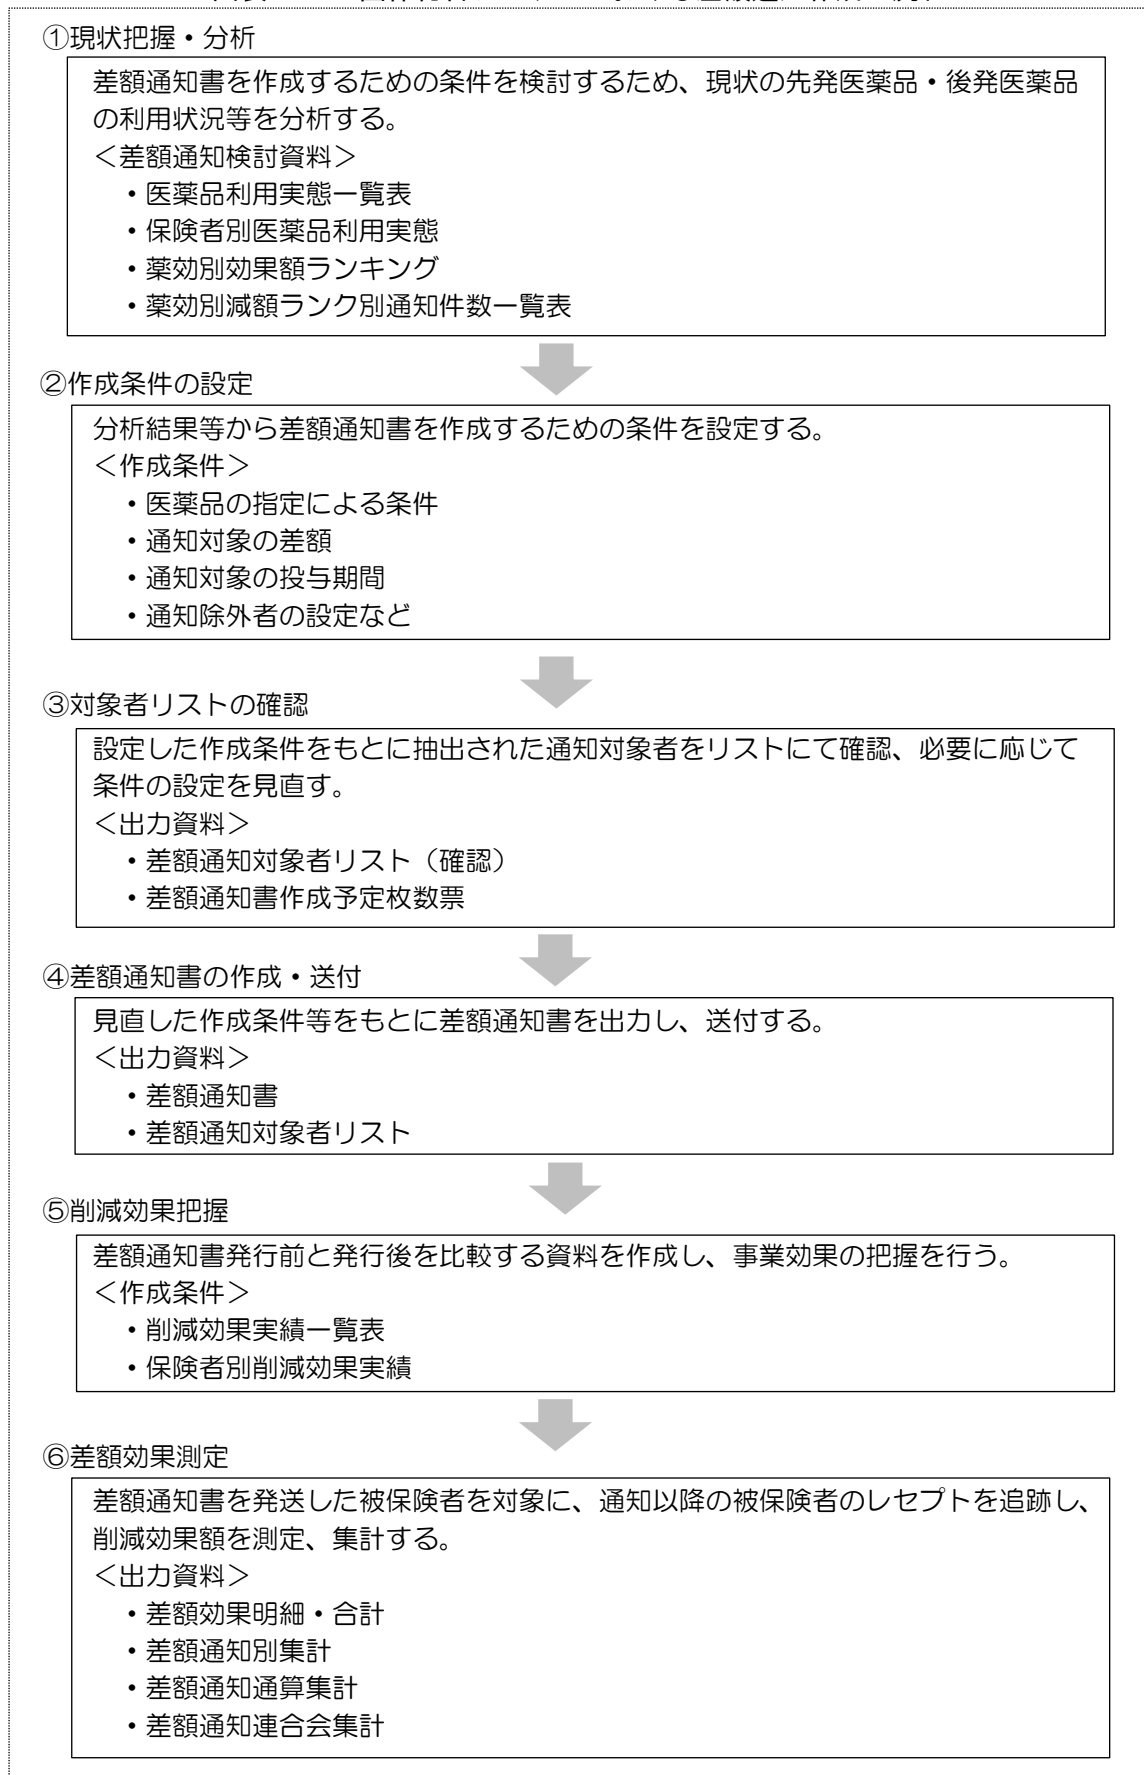 ①現状把握・分析
差額通知書を作成するための条件を検討するため、現状の先発医薬品・後発医薬品
の利用状況等を分析する。
＜差額通知検討資料＞
・医薬品利用実態一覧表
・保険者別医薬品利用実態
・薬効別効果額ランキング
・薬効別減額ランク別通知件数一覧表
②作成条件の設定
分析結果等から差額通知書を作成するための条件を設定する。
＜作成条件＞
・医薬品の指定による条件
・通知対象の差額
・通知対象の投与期間
・通知除外者の設定など
③対象者リストの確認
設定した作成条件をもとに抽出された通知対象者をリストにて確認、必要に応じて
条件の設定を見直す。
＜出力資料＞
・差額通知対象者リスト（確認）
・差額通知書作成予定枚数票
④差額通知書の作成・送付
見直した作成条件等をもとに差額通知書を出力し、送付する。
＜出力資料＞
・差額通知書
・差額通知対象者リスト
⑤削減効果把握
差額通知書発行前と発行後を比較する資料を作成し、事業効果の把握を行う。
＜作成条件＞
・削減効果実績一覧表
・保険者別削減効果実績
⑥差額効果測定
差額通知書を発送した被保険者を対象に、通知以降の被保険者のレセプトを追跡し、
削減効果額を測定、集計する。
＜出力資料＞
・差額効果明細・合計
・差額通知別集計
・差額通知通算集計
・差額通知連合会集計